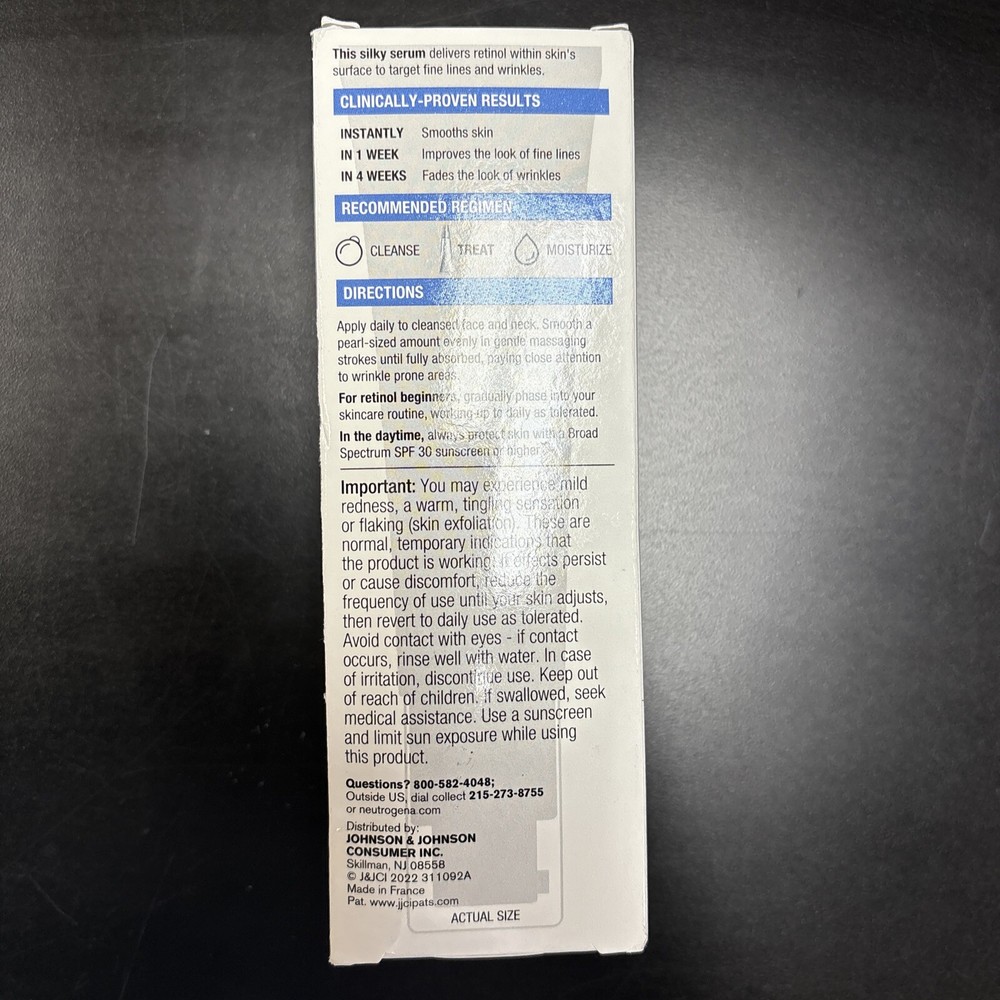 This silky serum delivers retinol within skin's
surface to target fine lines and wrinkles.
CLINICALLY-PROVEN RESULTS
INSTANTLY Smooths skin
IN 1 WEEK Improves the look of fine lines
IN 4 WEEKS Fades the look of wrinkles
RECOMMENDED REGIMEN
CLEANSE TREAT MOISTURIZE
DIRECTIONS
Apply daily to cleansed face and neck. Smooth a
pearl-sized amount evenly in gentle massaging
strokes until fully absorbed, paying close attention
to wrinkle prone areas.
For retinol beginners, gradually phase into your
skincare routine, working up to daily as tolerated.
In the daytime, always protect skin with a Broad
Spectrum SPF 30 sunscreen or higher.
Important: You may experience mild
redness, a warm, tingling sensation
or flaking (skin exfoliation). These are
normal, temporary indications that
the product is working. If effects persist
or cause discomfort, reduce the
frequency of use until your skin adjusts,
then revert to daily use as tolerated.
Avoid contact with eyes - if contact
occurs, rinse well with water. In case
of irritation, discontinue use. Keep out
of reach of children. If swallowed, seek
medical assistance. Use a sunscreen
and limit sun exposure while using
this product.
Questions? 800-582-4048;
Outside US, dial collect 215-273-8755
or neutrogena.com
Distributed by:
JOHNSON & JOHNSON
CONSUMER INC.
Skillman, NJ 08558
© J&JCI 2022 311092A
Made in France
Pat. www.jjcipats.com
ACTUAL SIZE